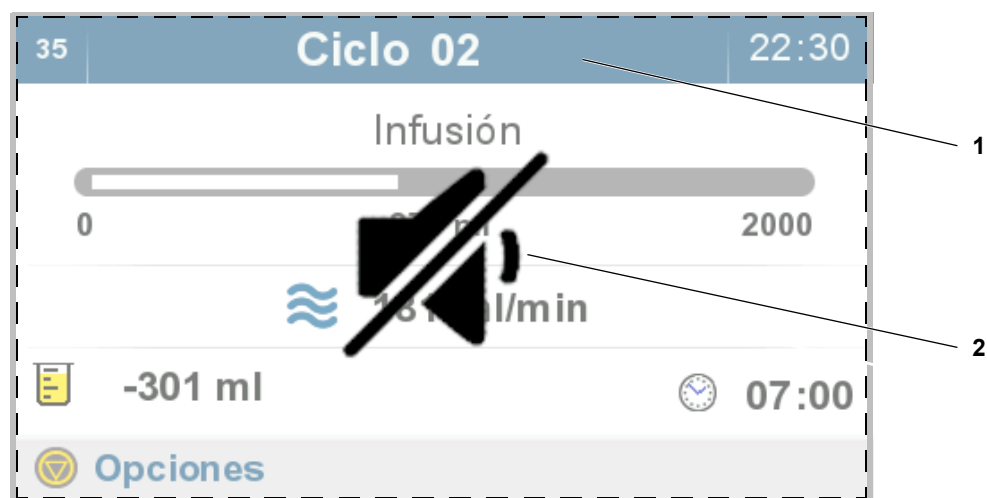 35 Ciclo 02 22:30
1
Infusión
0 2000
ml/min
2
-301 ml 07:00
Opciones